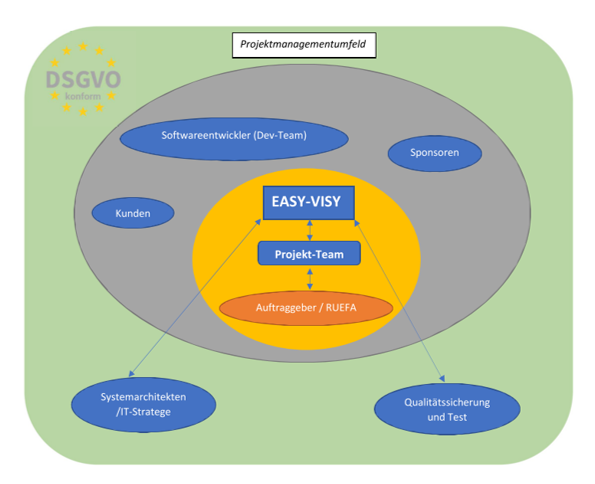 Projektmanagementumfeld
DSGVO
konform
Softwareentwickler (Dev-Team)
Sponsoren
Kunden
EASY-VISY
Projekt-Team
Auftraggeber / RUEFA
Systemarchitekten
/IT-Stratege
Qualitätssicherung
und Test